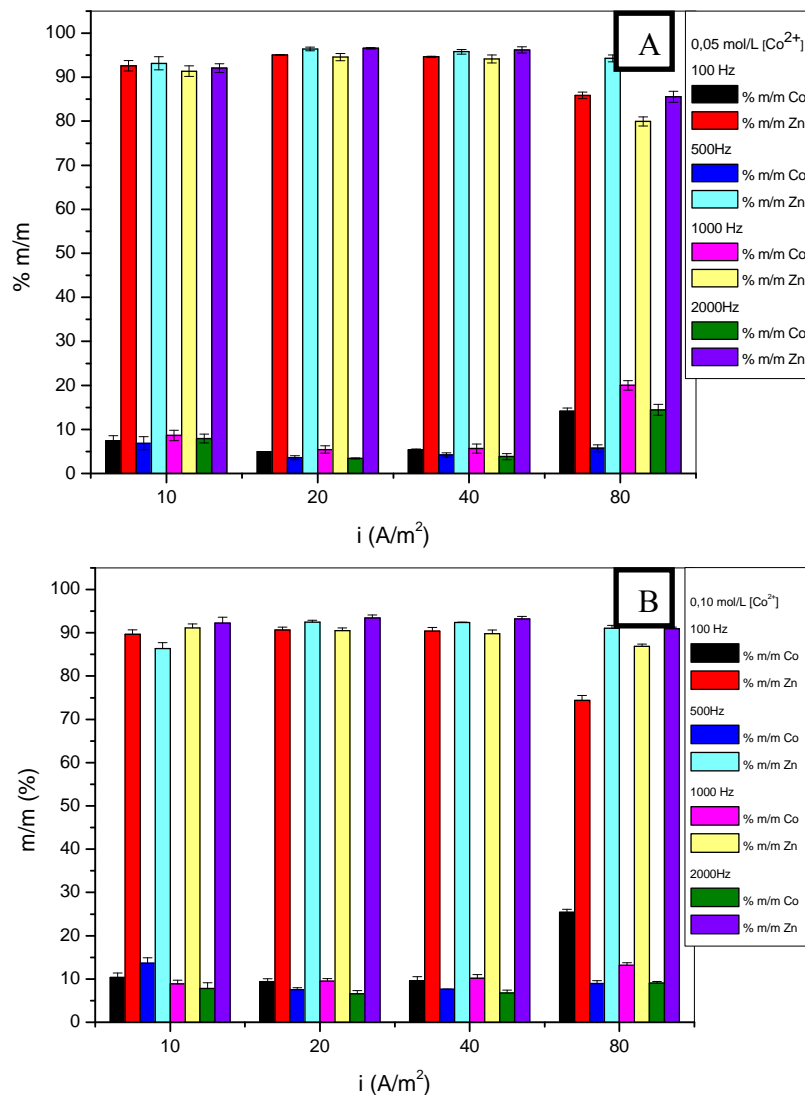 A
0,05 mol/L [Co2+]
100 Hz
% m/m Co
% m/m Zn
500Hz
% m/m Co
% m/m Zn
1000 Hz
% m/m Co
% m/m Zn
2000Hz
% m/m Co
% m/m Zn
% m/m
100
90
80
70
60
50
40
30
20
10
0
10 20 40 80
i (A/m2)
B
0,10 mol/L [Co2+]
100 Hz
% m/m Co
% m/m Zn
500Hz
% m/m Co
% m/m Zn
1000 Hz
% m/m Co
% m/m Zn
2000Hz
% m/m Co
% m/m Zn
m/m (%)
100
90
80
70
60
50
40
30
20
10
0
10 20 40 80
i (A/m2)